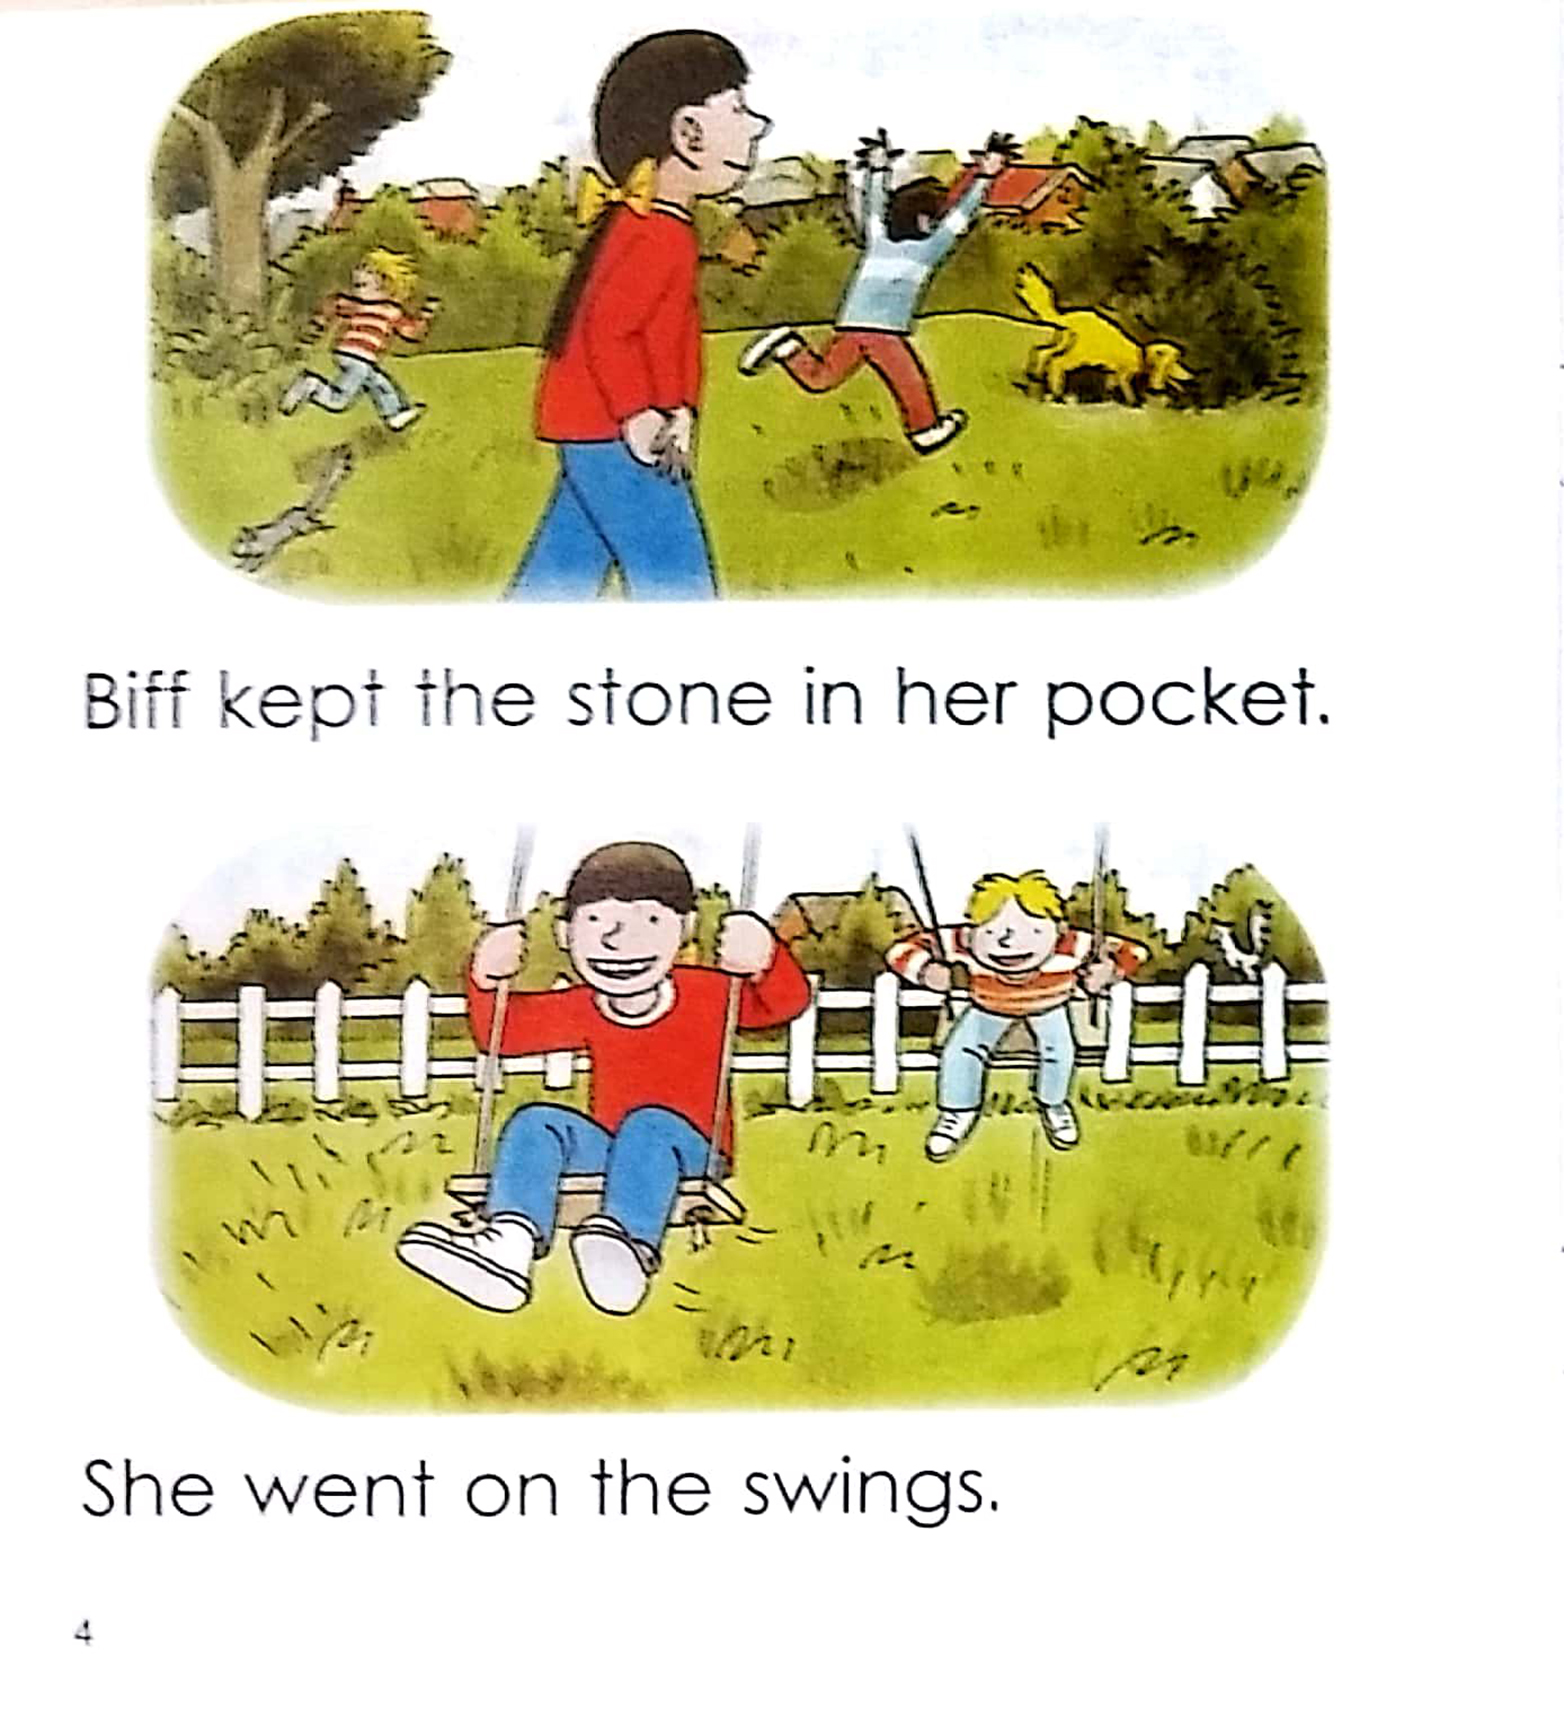 Biff kept the stone in her pocket.
She went on the swings.
4